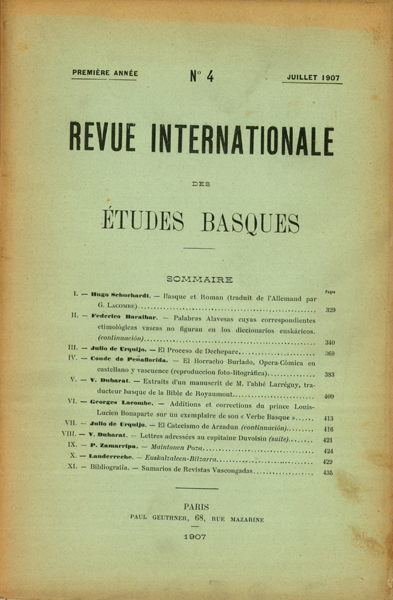 PREMIÈRE ANNÉE N° 4 JUILLET 1907
REVUE INTERNATIONALE
DES
ÉTUDES BASQUES
SOMMAIRE
Pages
I. — Hugo Schuchardt. — Basque et Roman (traduit de l'Allemand par
G. LACOMBE) 329
II. — Federico Baraibar. — Palabras Alavesas cuyas correspondientes
etimológicas vascas no figuran en los diccionarios euskáricos.
(continuación) 340
III. — Julio de Urquijo. — El Proceso de Dechepare 369
IV. — Conde de Peñaflorida. — El Borracho Burlado, Opera-Cómica en
castellano y vascuence (reproducion foto-litográfica) 383
V. — V. Dubarat. — Extraits d'un manuscrit de M. l'abbé Larréguy, tra-
ducteur basque de la Bible de Royaumont 409
VI. — Georges Lacombe. — Additions et corrections du prince Louis-
Lucien Bonaparte sur un exemplaire de son « Verbe Basque » 413
VII. — Julio de Urquijo. — El Catecismo de Arzadun (continuación) 416
VIII. — V. Dubarat. — Lettres adressées au capitaine Duvoisin (suite) 421
IX. — P. Zamarripa. — Maintonen Poza 424
X. — Landerreche. — Euskalzaleen-Biltzarra 429
XI. — Bibliografía. — Sumarios de Revistas Vascongadas 435
PARIS
PAUL GEUTHNER, 68, RUE MAZARINE
1907